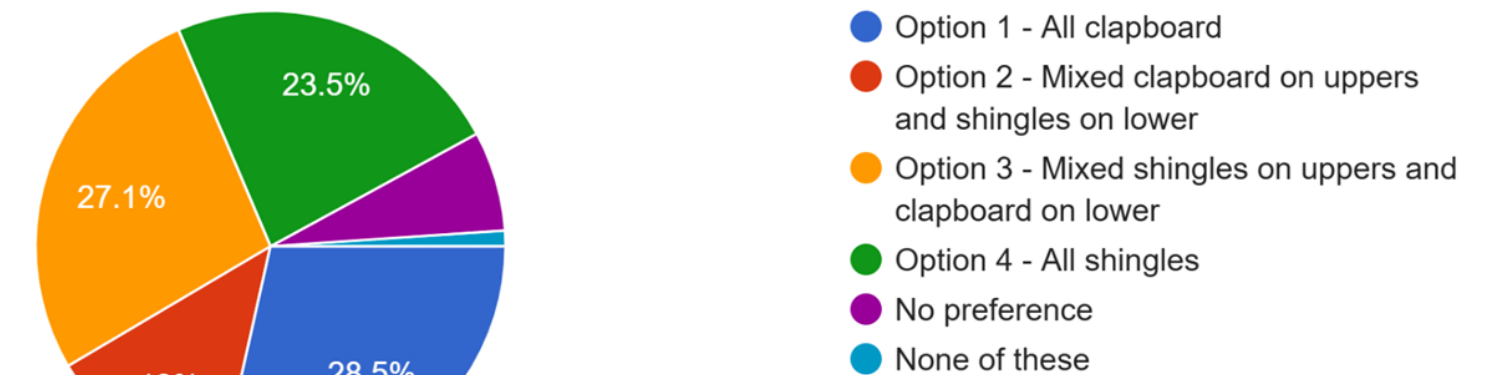 23.5%
27.1%
28.5%
Option 1 - All clapboard
Option 2 - Mixed clapboard on uppers
and shingles on lower
Option 3 - Mixed shingles on uppers and
clapboard on lower
Option 4 - All shingles
No preference
None of these